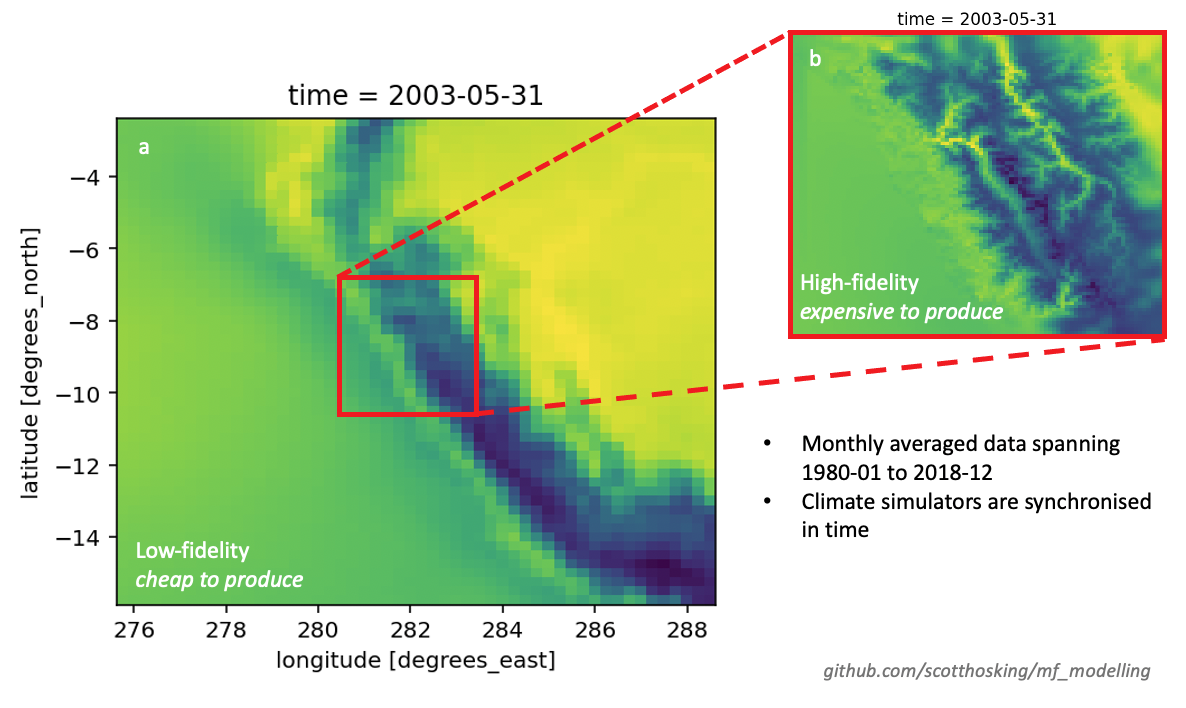 time = 2003-05-31
time = 2003-05-31
a
b
−4
−6
−8
−10
−12
−14
latitude [degrees_north]
Low-fidelity
cheap to produce
276 278 280 282 284 286 288
longitude [degrees_east]
High-fidelity
expensive to produce
• Monthly averaged data spanning
1980-01 to 2018-12
• Climate simulators are synchronised
in time
github.com/scotthosking/mf_modelling